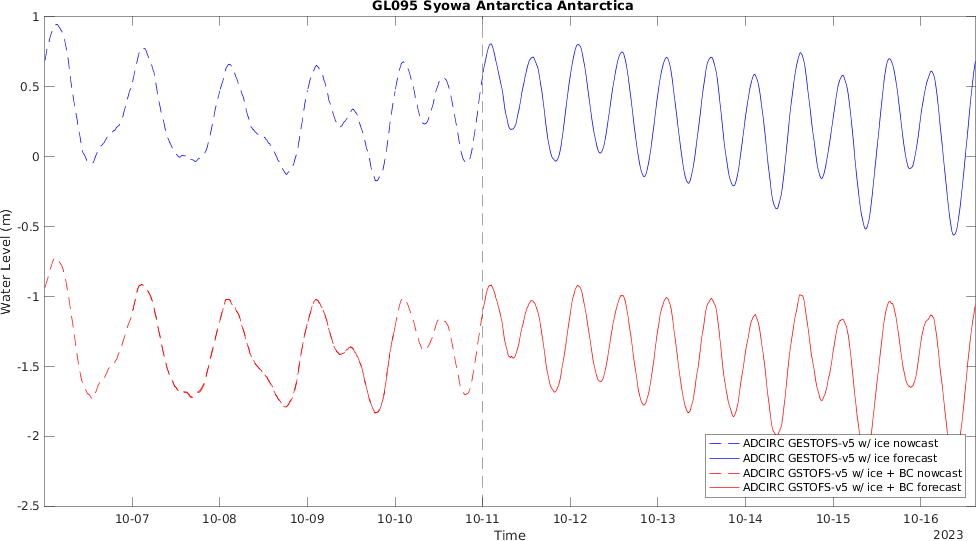 GL095 Syowa Antarctica Antarctica
1
0.5
0
-0.5
-1
-1.5
-2
-2.5
Water Level (m)
ADCIRC GESTOFS-v5 w/ ice nowcast
ADCIRC GESTOFS-v5 w/ ice forecast
ADCIRC GSTOFS-v5 w/ ice + BC nowcast
ADCIRC GSTOFS-v5 w/ ice + BC forecast
10-07 10-08 10-09 10-10 10-11 10-12 10-13 10-14 10-15 10-16
Time
2023